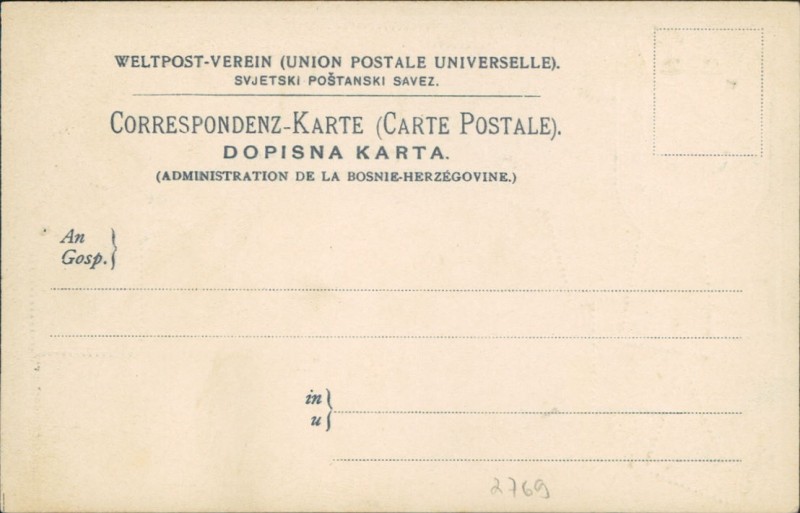 WELTPOST-VEREIN (UNION POSTALE UNIVERSELLE).
SVJETSKI POŠTANSKI SAVEZ.
CORRESPONDENZ-KARTE (CARTE POSTALE).
DOPISNA KARTA.
(ADMINISTRATION DE LA BOSNIE-HERZÉGOVINE.)
An
Gosp.
in
u
2769